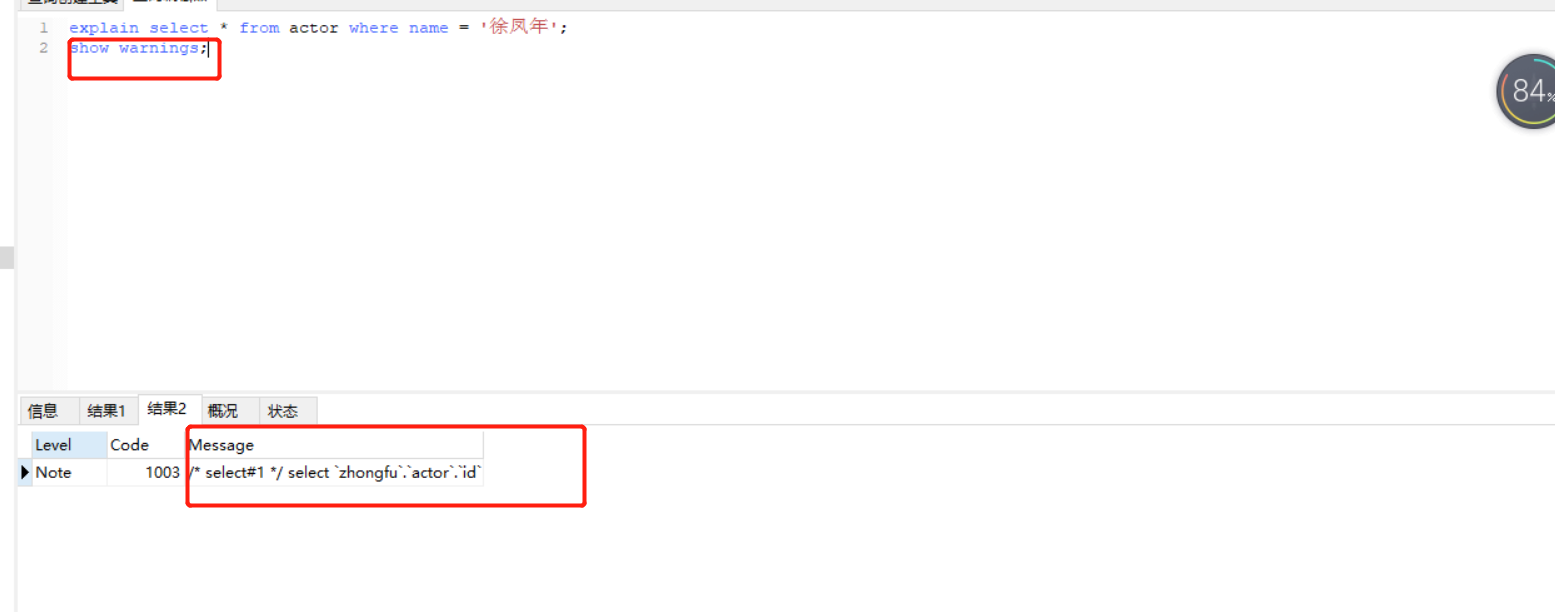 1 explain select * from actor where name = '徐凤年';
2 show warnings;
84%
信息 结果1 结果2 概况 状态
Level Code Message
Note 1003 /* select#1 */ select `zhongfu`.`actor`.`id`